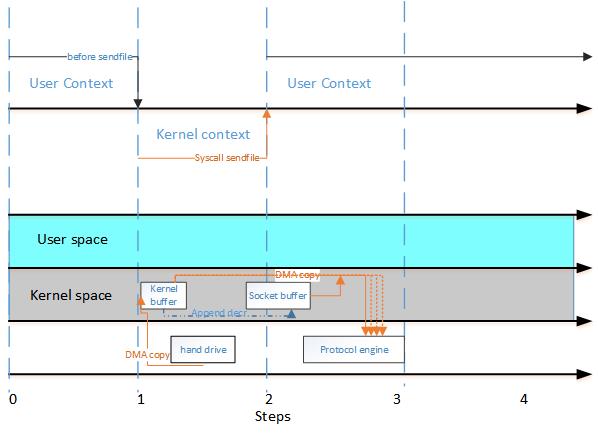 before sendfile
User Context
User Context
Kernel context
Syscall sendfile
User space
DMA copy
Kernel space
Kernel
buffer
Socket buffer
Append decr
DMA copy
hand drive
Protocol engine
0 1 2 3 4
Steps